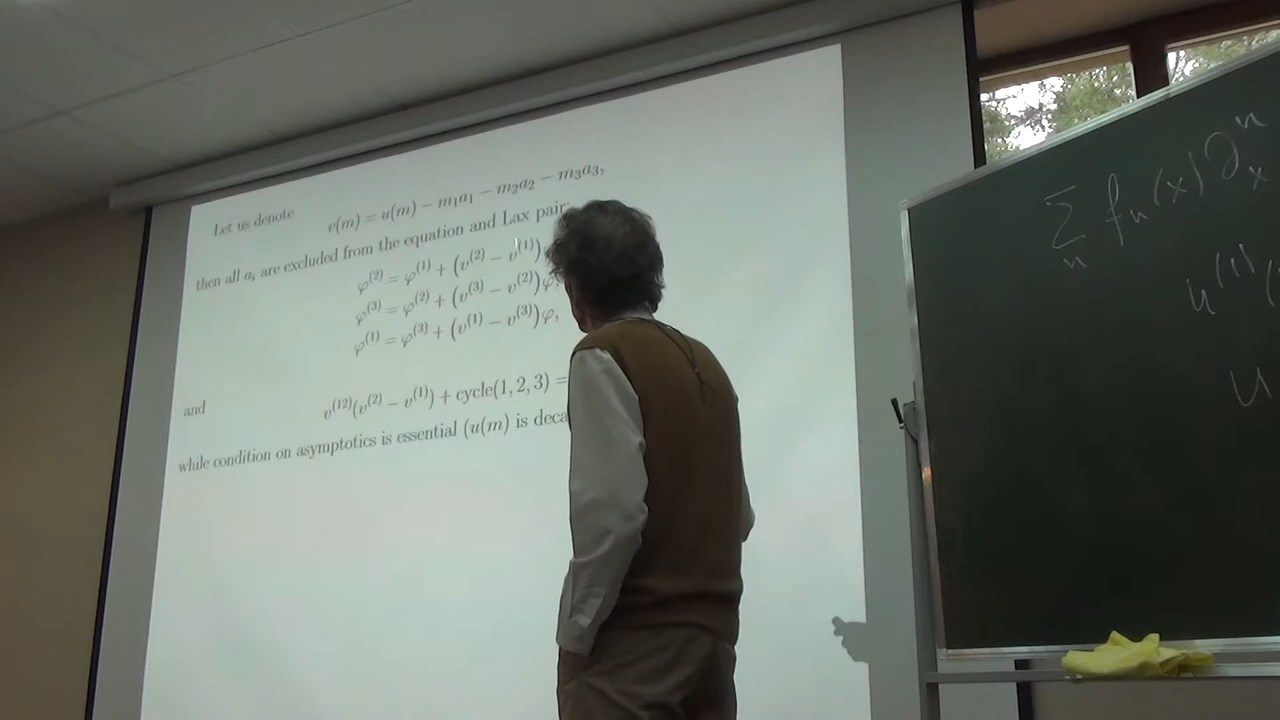 Let us denote
v(m) = u(m) − m₁a₁ − m₂a₂ − m₃a₃,
then all aᵢ are excluded from the equation and Lax pair
φ⁽²⁾ = φ⁽¹⁾ + (v⁽²⁾ − v⁽¹⁾)
φ⁽³⁾ = φ⁽²⁾ + (v⁽³⁾ − v⁽²⁾)φ,
φ⁽¹⁾ = φ⁽³⁾ + (v⁽¹⁾ − v⁽³⁾)φ,
and
v⁽¹²⁾(v⁽²⁾ − v⁽¹⁾) + cycle(1, 2, 3) =
while condition on asymptotics is essential (u(m) is deca
∑ₙ fₙ(x) ∂ₓⁿ
u⁽¹⁾(
u